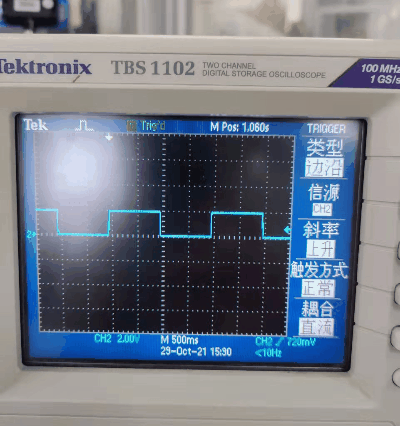 Tektronix TBS 1102 TWO CHANNEL DIGITAL STORAGE OSCILLOSCOPE 100 MHz 1 GS/s
Tek Trig'd M Pos: 1.060s TRIGGER
类型
边沿
信源
CH2
斜率
上升
触发方式
正常
耦合
直流
2
CH2 2.00V M 500ms CH2 720mV
29-Oct-21 15:30 <10Hz